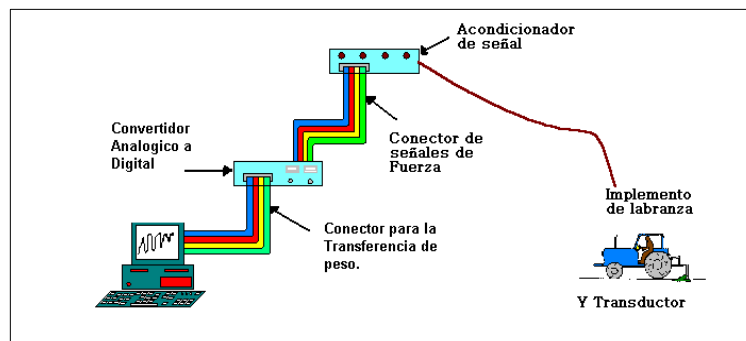 Acondicionador
de señal
Convertidor
Analogico a
Digital
Conector de
señales de
Fuerza
Implemento
de labranza
Conector para la
Transferencia de
peso.
Y Transductor